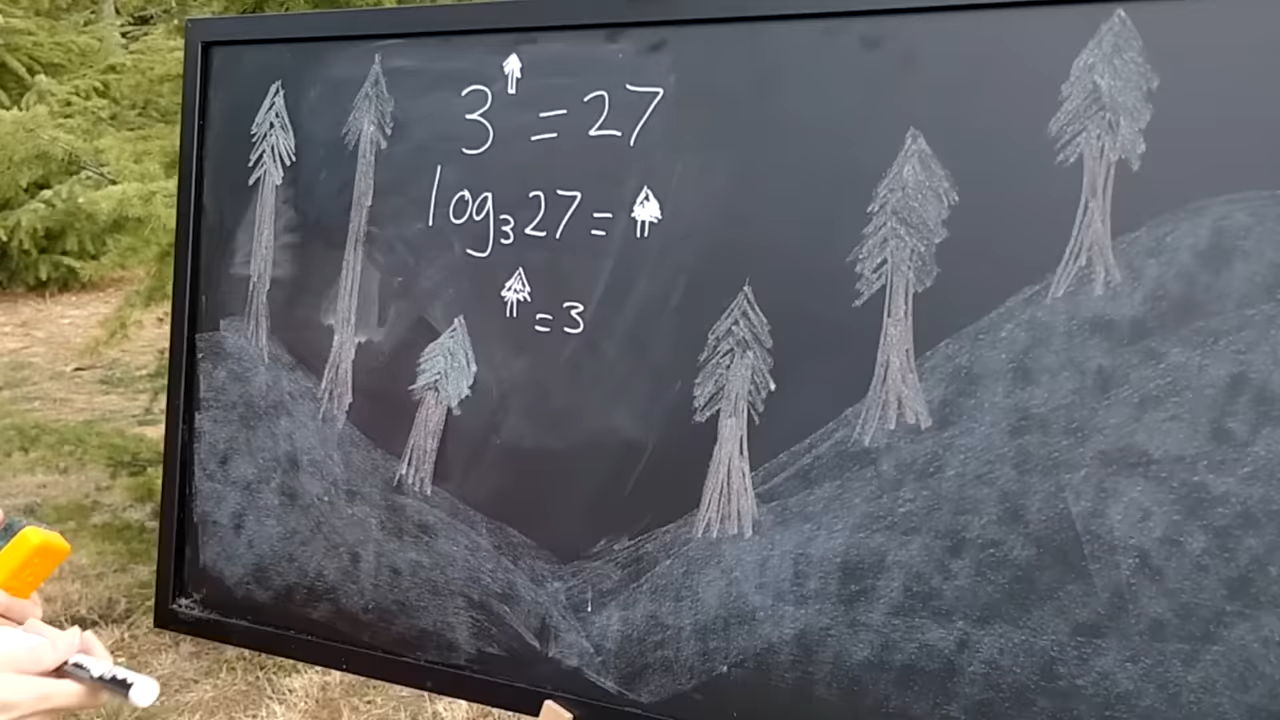 3^🌲 = 27
log₃27 = 🌲
🌲 = 3